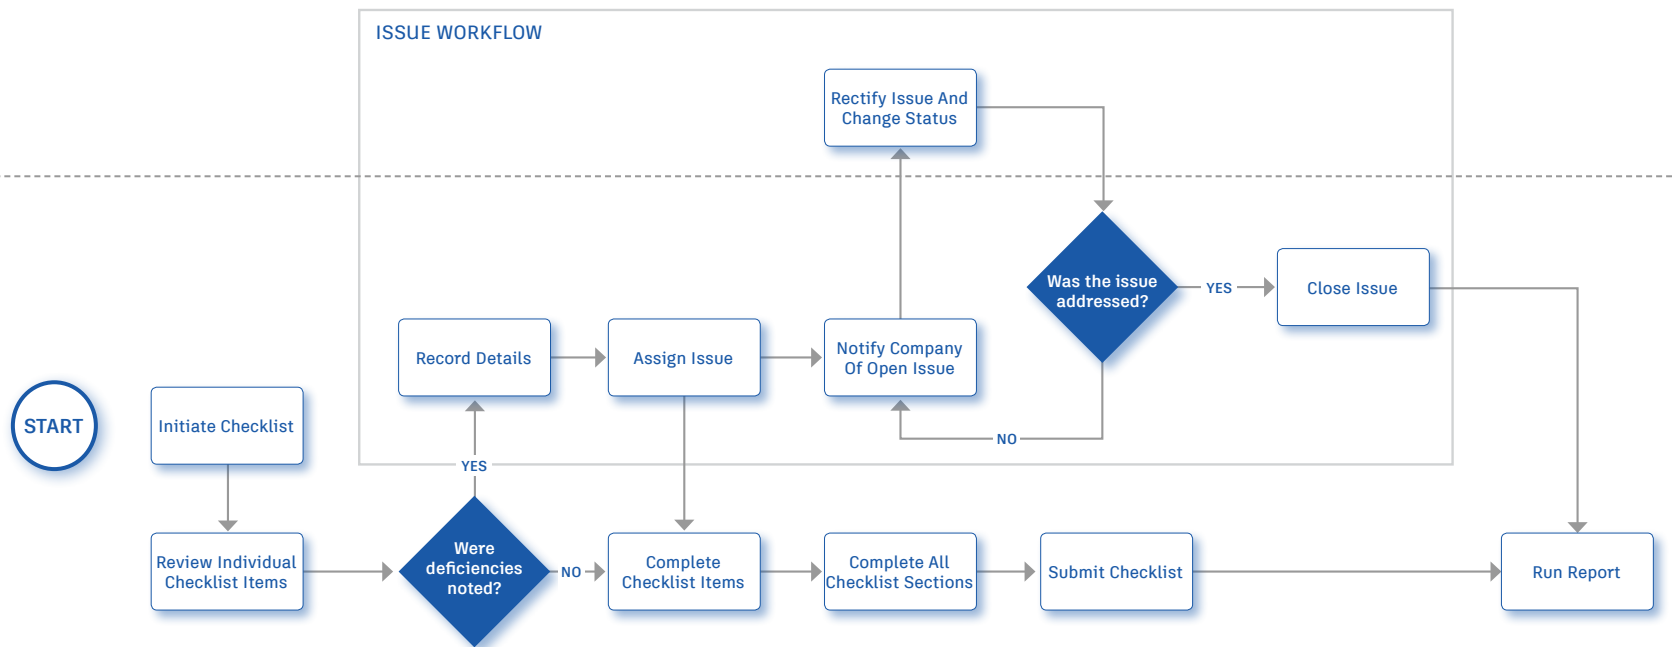 ISSUE WORKFLOW
Rectify Issue And
Change Status
Was the issue
addressed?
YES
Close Issue
Record Details
Assign Issue
Notify Company
Of Open Issue
NO
START
Initiate Checklist
YES
Review Individual
Checklist Items
Were
deficiencies
noted?
NO
Complete
Checklist Items
Complete All
Checklist Sections
Submit Checklist
Run Report